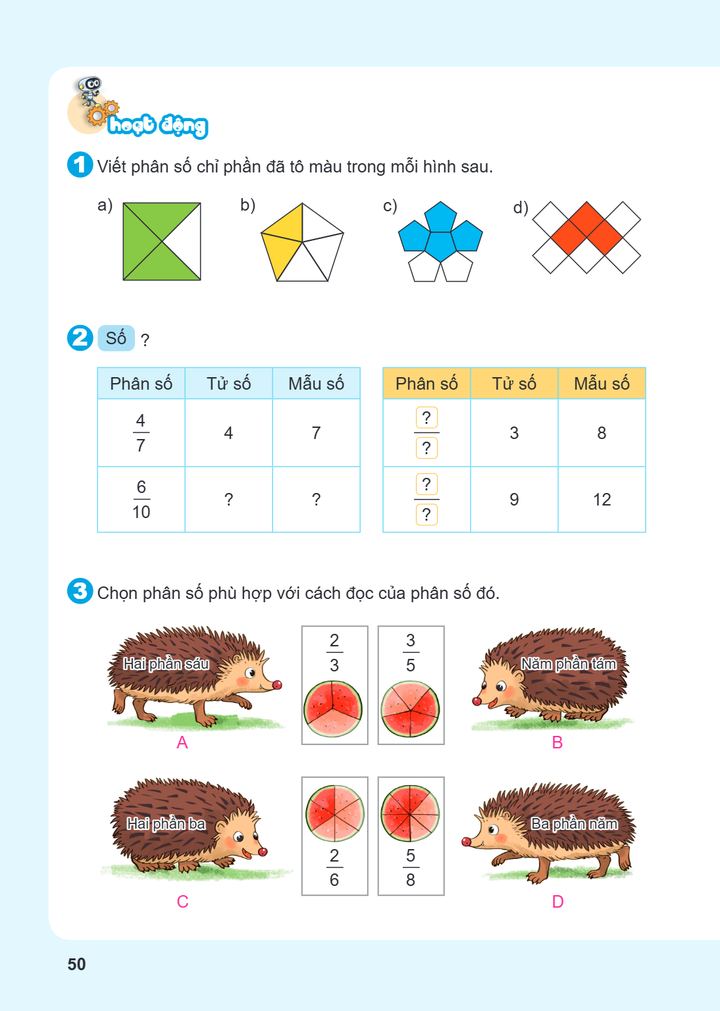 hoạt động
1 Viết phân số chỉ phần đã tô màu trong mỗi hình sau.
a) b) c) d)
2 Số ?
Phân số Tử số Mẫu số
4/7 4 7
6/10 ? ?
Phân số Tử số Mẫu số
?/? 3 8
?/? 9 12
3 Chọn phân số phù hợp với cách đọc của phân số đó.
Hai phần sáu
A
2/3
3/5
Năm phần tám
B
Hai phần ba
C
2/6
5/8
Ba phần năm
D
50